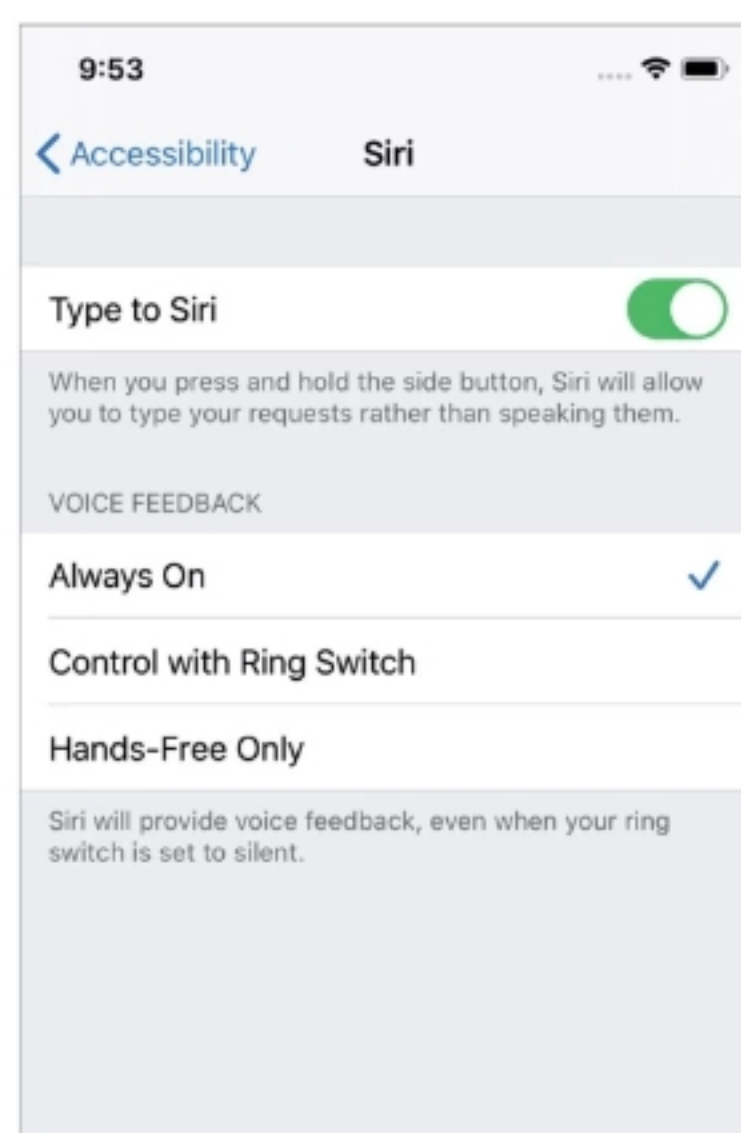 9:53
Accessibility
Siri
Type to Siri
When you press and hold the side button, Siri will allow
you to type your requests rather than speaking them.
VOICE FEEDBACK
Always On
Control with Ring Switch
Hands-Free Only
Siri will provide voice feedback, even when your ring
switch is set to silent.